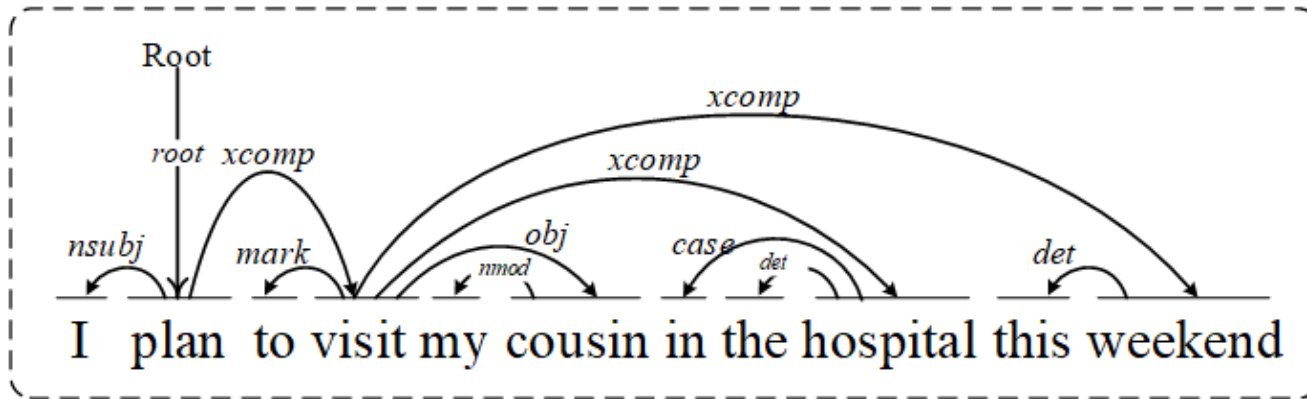 Root
xcomp
root xcomp
xcomp
nsubj mark obj case det
nmod det
I plan to visit my cousin in the hospital this weekend